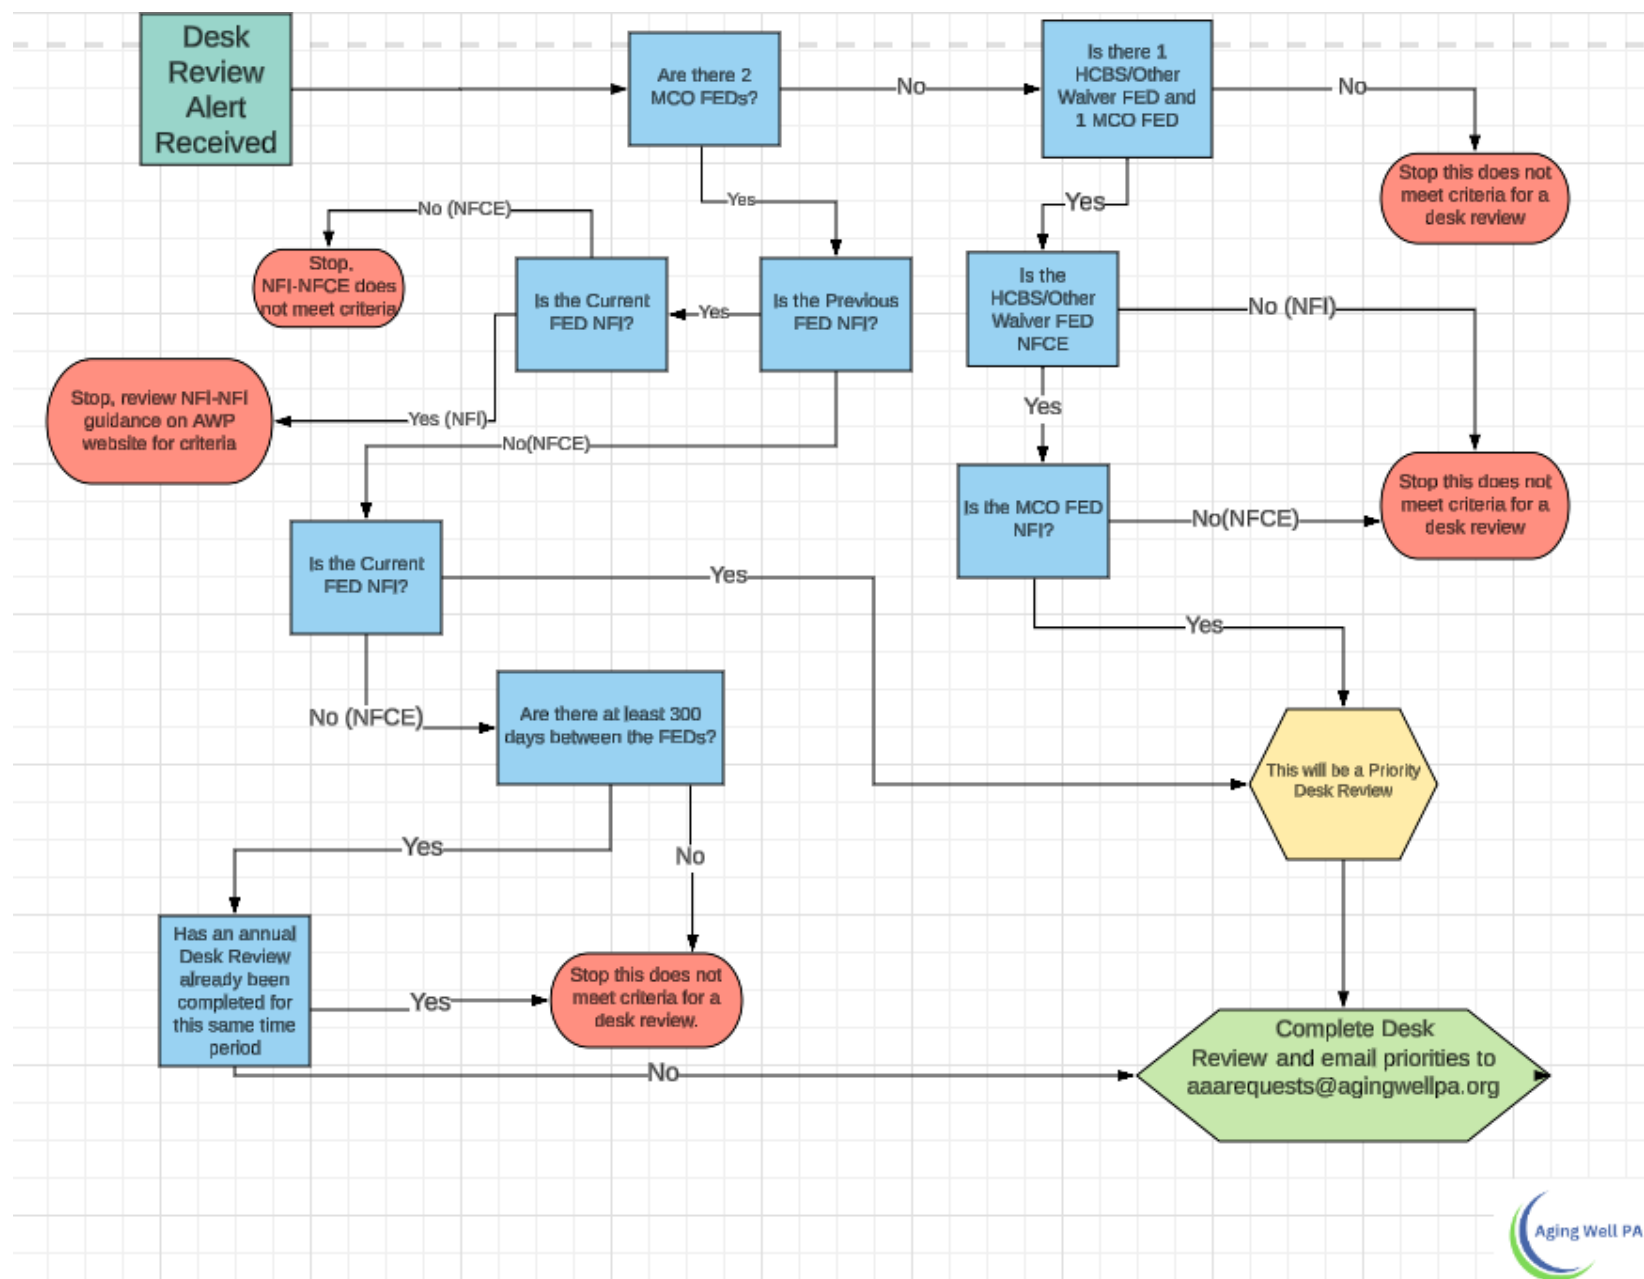 Desk
Review
Alert
Received
Are there 2
MCO FEDs?
No
Is there 1
HCBS/Other
Waiver FED and
1 MCO FED
No
Stop this does not
meet criteria for a
desk review
Yes
Yes
No (NFCE)
Stop,
NFI-NFCE does
not meet criteria
Is the Current
FED NFI?
Yes
Is the Previous
FED NFI?
Is the
HCBS/Other
Waiver FED
NFCE
No (NFI)
Stop, review NFI-NFI
guidance on AWP
website for criteria
Yes (NFI)
No(NFCE)
Yes
Is the MCO FED
NFI?
No(NFCE)
Stop this does not
meet criteria for a
desk review
Is the Current
FED NFI?
Yes
Yes
No (NFCE)
Are there at least 300
days between the FEDs?
This will be a Priority
Desk Review
Yes
No
Has an annual
Desk Review
already been
completed for
this same time
period
Yes
Stop this does not
meet criteria for a
desk review.
No
Complete Desk
Review and email priorities to
aaarequests@agingwellpa.org
Aging Well PA